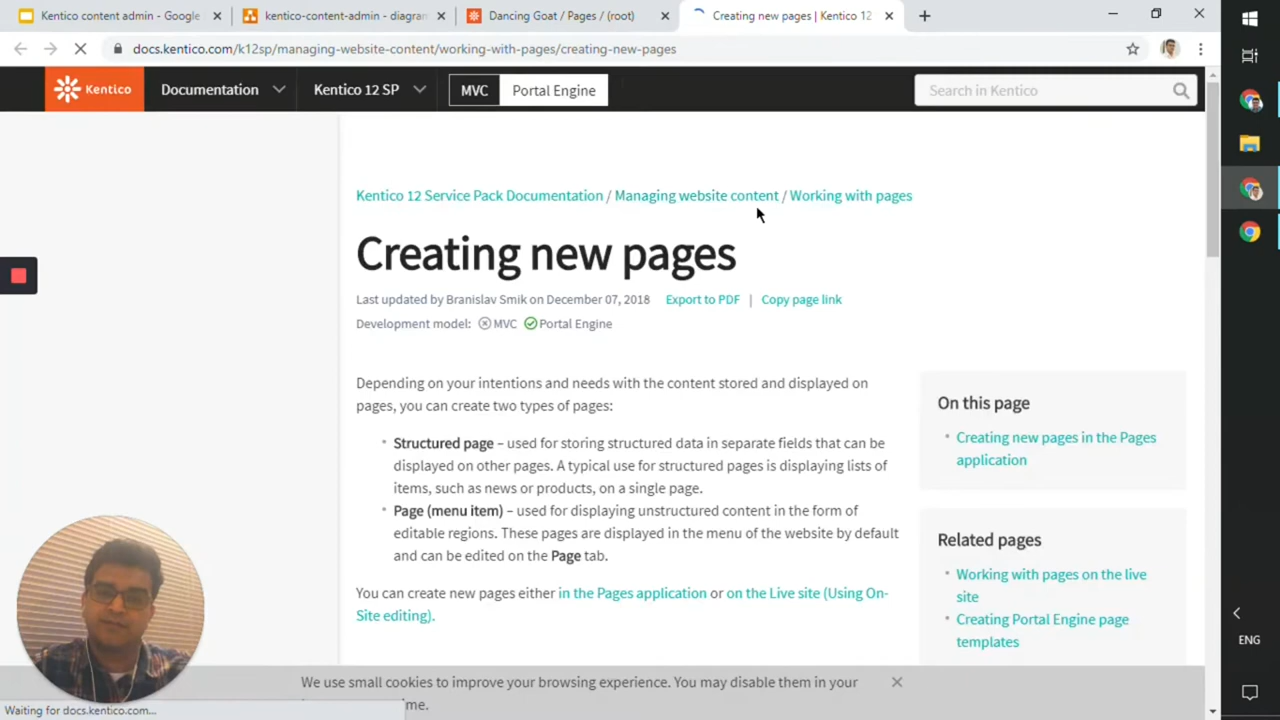 Kentico content admin - Google
kentico-content-admin - diagram
Dancing Goat / Pages / (root)
Creating new pages | Kentico 12
docs.kentico.com/k12sp/managing-website-content/working-with-pages/creating-new-pages
Kentico
Documentation
Kentico 12 SP
MVC
Portal Engine
Search in Kentico
Kentico 12 Service Pack Documentation / Managing website content / Working with pages
Creating new pages
Last updated by Branislav Smik on December 07, 2018 Export to PDF | Copy page link
Development model: MVC Portal Engine
Depending on your intentions and needs with the content stored and displayed on
pages, you can create two types of pages:
Structured page – used for storing structured data in separate fields that can be
displayed on other pages. A typical use for structured pages is displaying lists of
items, such as news or products, on a single page.
Page (menu item) – used for displaying unstructured content in the form of
editable regions. These pages are displayed in the menu of the website by default
and can be edited on the Page tab.
You can create new pages either in the Pages application or on the Live site (Using On-
Site editing).
On this page
Creating new pages in the Pages
application
Related pages
Working with pages on the live
site
Creating Portal Engine page
templates
We use small cookies to improve your browsing experience. You may disable them in your
me.
Waiting for docs.kentico.com...
ENG